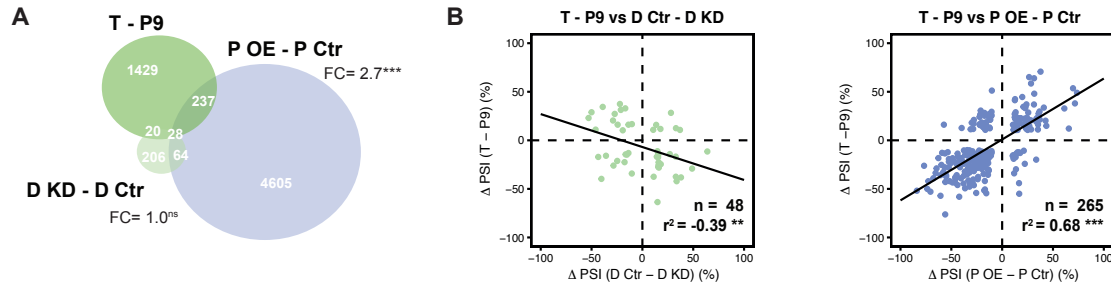 A
T - P9
1429
P OE - P Ctr
FC= 2.7***
237
20
28
206
64
4605
D KD - D Ctr
FC= 1.0ns
B
T - P9 vs D Ctr - D KD
100
50
0
−50
−100
Δ PSI (T – P9) (%)
n = 48
r² = -0.39 **
−100
−50
0
50
100
Δ PSI (D Ctr – D KD) (%)
T - P9 vs P OE - P Ctr
100
50
0
−50
−100
Δ PSI (T –P9) (%)
n = 265
r² = 0.68 ***
−100
−50
0
50
100
Δ PSI (P OE – P Ctr) (%)